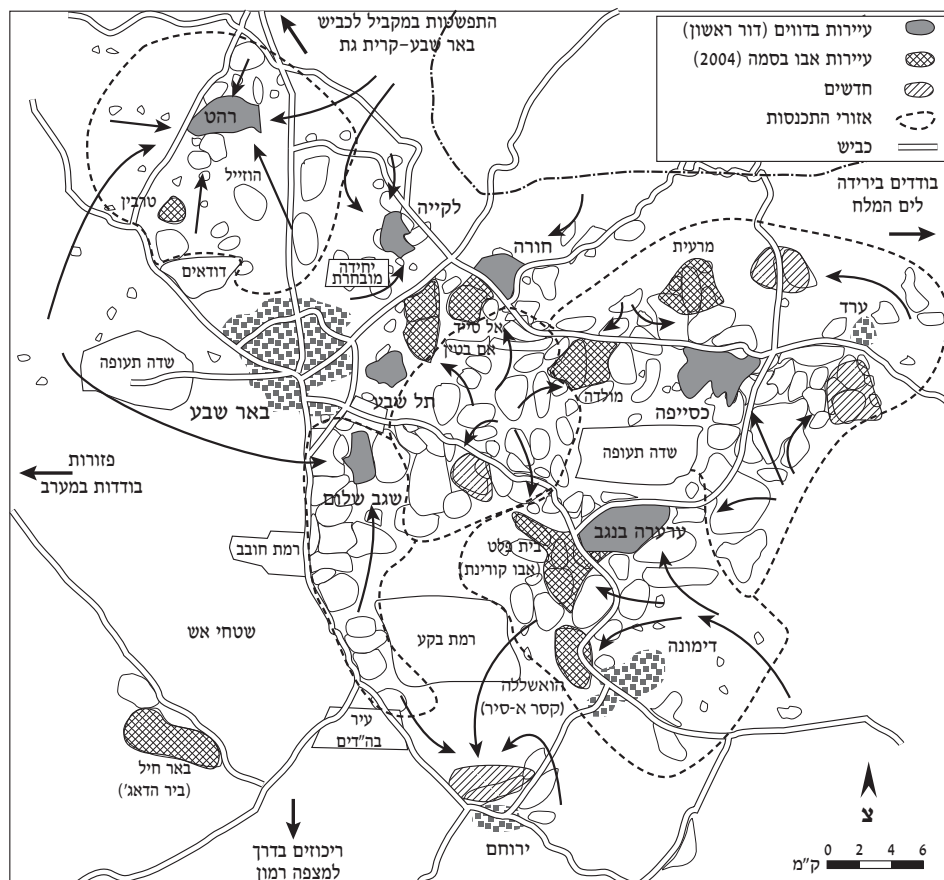 עיירות בדווים (דור ראשון)
עיירות אבו בסמה (2004)
חדשים
אזורי התכנסות
כביש
התפשטות במקביל לכביש
באר שבע-קרית גת
בודדים בירידה
לים המלח
רהט
הוזייל
טרבין
דודאים
לקייה
יחידה
מובחרת
חורה
מרעית
ערד
אל סייד
אם בטין
מולדה
כסייפה
שדה תעופה
באר שבע
תל שבע
שדה תעופה
פזורות
בודדות במערב
שגב שלום
רמת חובב
ערערה בנגב
בית פלט
(אבו קורינת)
שטחי אש
רמת בקע
דימונה
הואשללה
(קסר א-סיר)
עיר
בה"דים
באר חיל
(ביר הדאג')
ריכוזים בדרך
למצפה רמון
ירוחם
צ
0 2 4 6
ק"מ